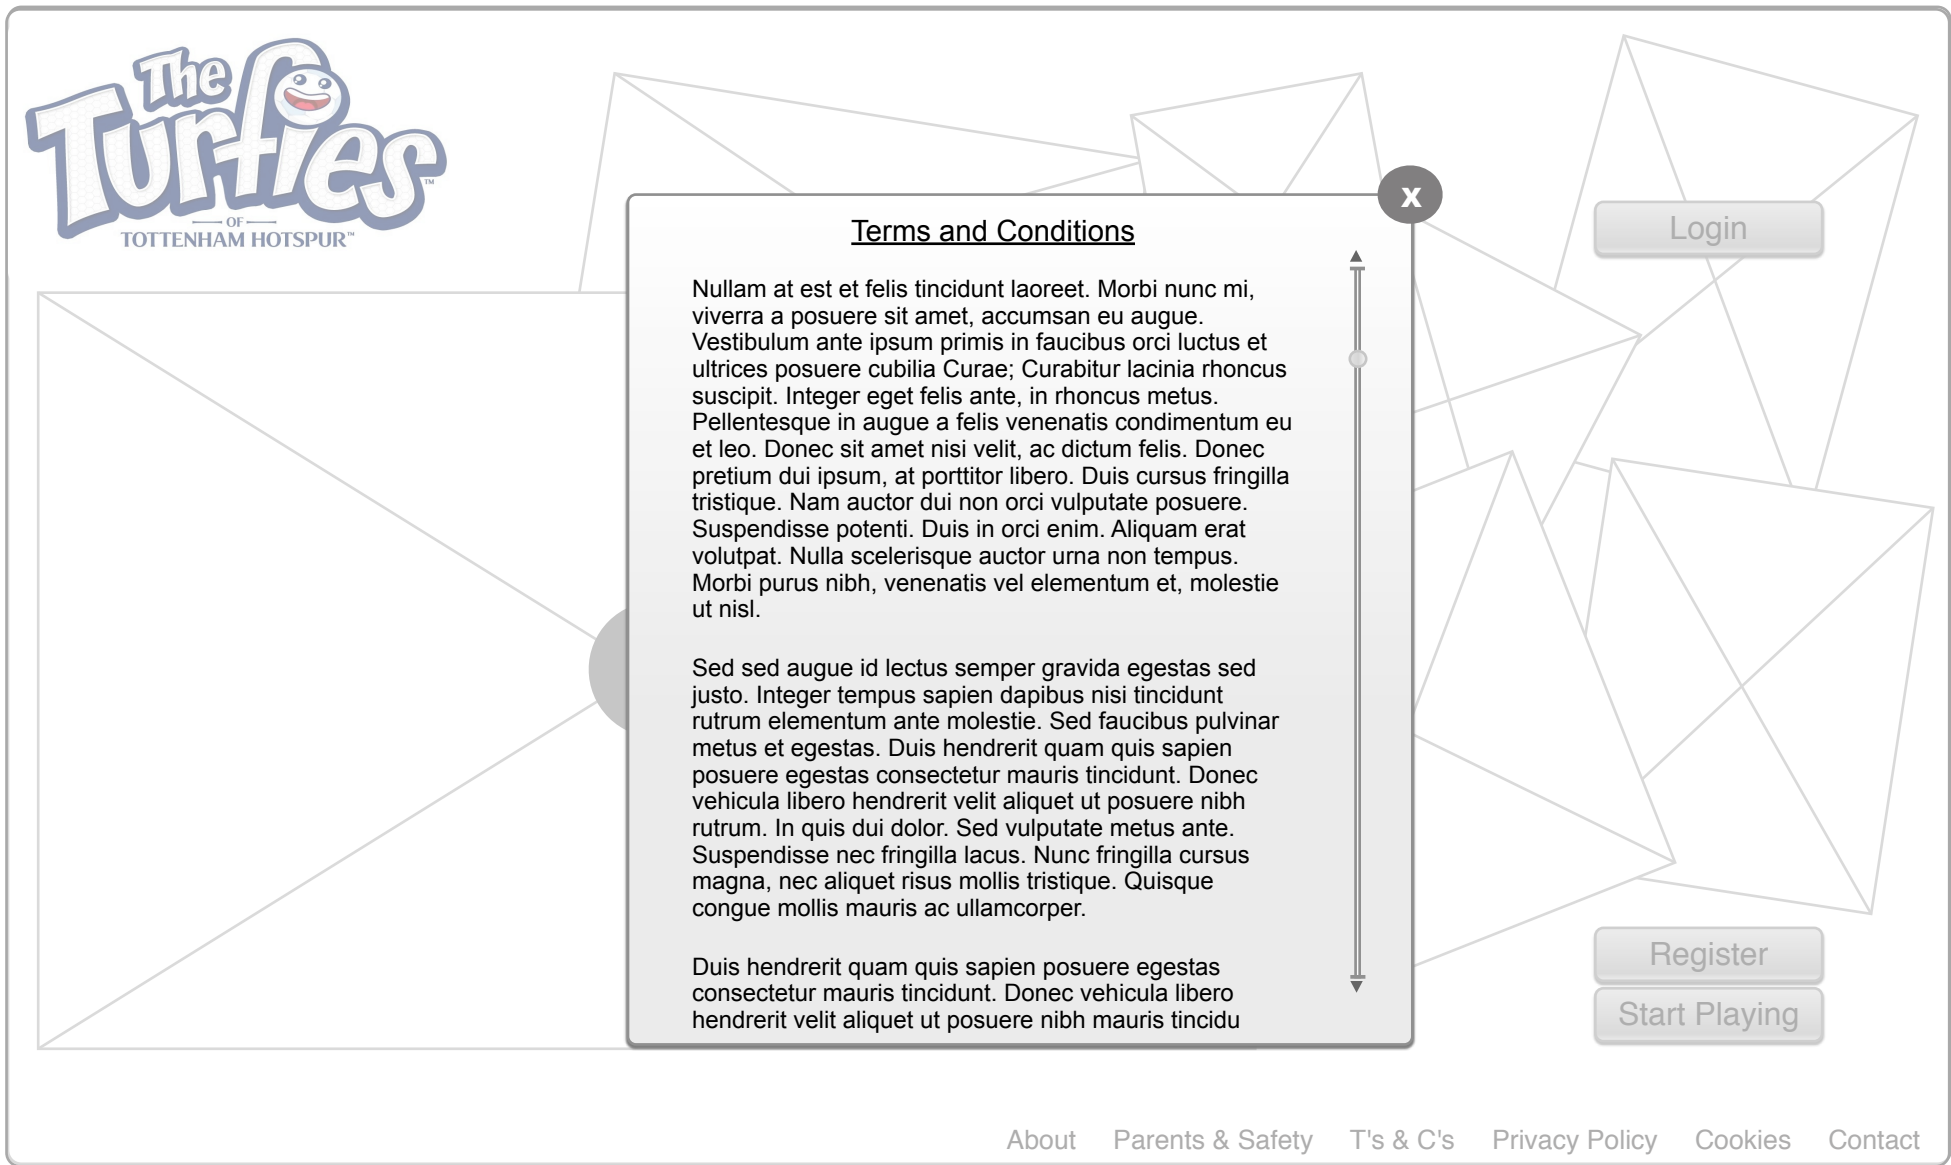 The
Turfies™
OF
TOTTENHAM HOTSPUR™
x
Terms and Conditions
Login
Nullam at est et felis tincidunt laoreet. Morbi nunc mi,
viverra a posuere sit amet, accumsan eu augue.
Vestibulum ante ipsum primis in faucibus orci luctus et
ultrices posuere cubilia Curae; Curabitur lacinia rhoncus
suscipit. Integer eget felis ante, in rhoncus metus.
Pellentesque in augue a felis venenatis condimentum eu
et leo. Donec sit amet nisi velit, ac dictum felis. Donec
pretium dui ipsum, at porttitor libero. Duis cursus fringilla
tristique. Nam auctor dui non orci vulputate posuere.
Suspendisse potenti. Duis in orci enim. Aliquam erat
volutpat. Nulla scelerisque auctor urna non tempus.
Morbi purus nibh, venenatis vel elementum et, molestie
ut nisl.
Sed sed augue id lectus semper gravida egestas sed
justo. Integer tempus sapien dapibus nisi tincidunt
rutrum elementum ante molestie. Sed faucibus pulvinar
metus et egestas. Duis hendrerit quam quis sapien
posuere egestas consectetur mauris tincidunt. Donec
vehicula libero hendrerit velit aliquet ut posuere nibh
rutrum. In quis dui dolor. Sed vulputate metus ante.
Suspendisse nec fringilla lacus. Nunc fringilla cursus
magna, nec aliquet risus mollis tristique. Quisque
congue mollis mauris ac ullamcorper.
Duis hendrerit quam quis sapien posuere egestas
consectetur mauris tincidunt. Donec vehicula libero
hendrerit velit aliquet ut posuere nibh mauris tincidu
Register
Start Playing
About Parents & Safety T's & C's Privacy Policy Cookies Contact